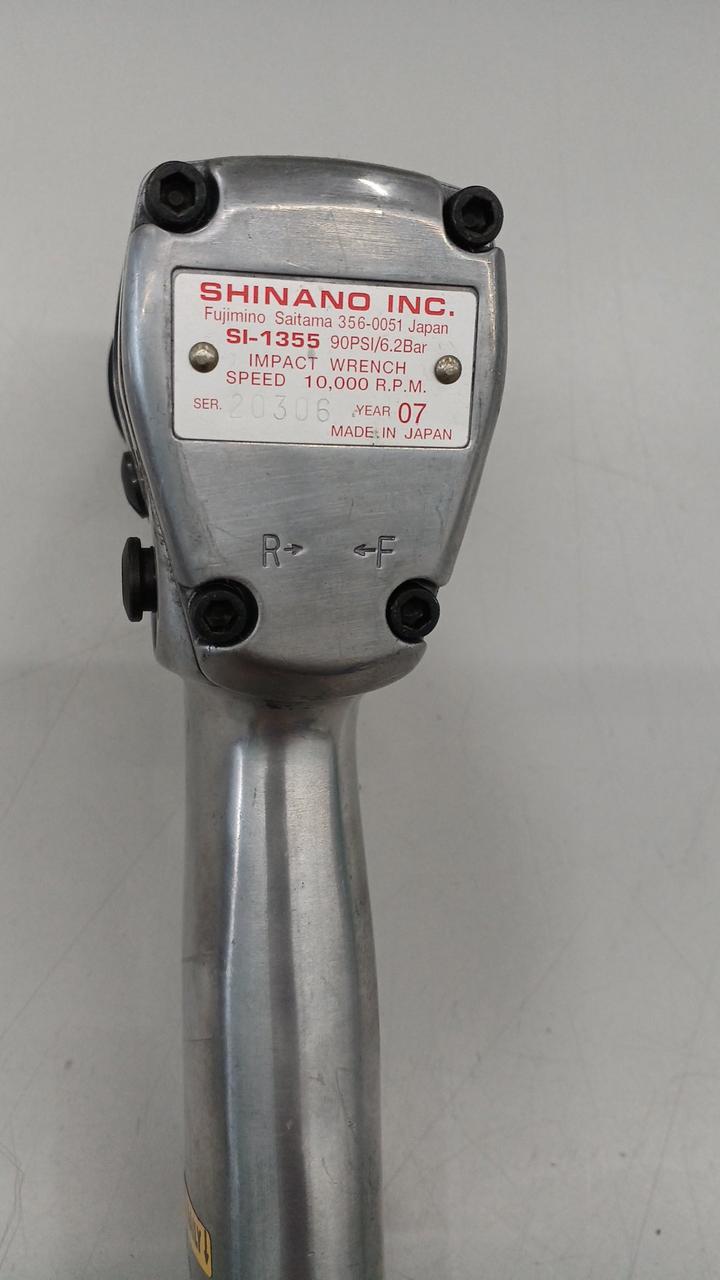 SHINANO INC.
Fujimino Saitama 356-0051 Japan
SI-1355 90PSI/6.2Bar
IMPACT WRENCH
SPEED 10,000 R.P.M.
SER. 20306 YEAR 07
MADE IN JAPAN
R→ ←F